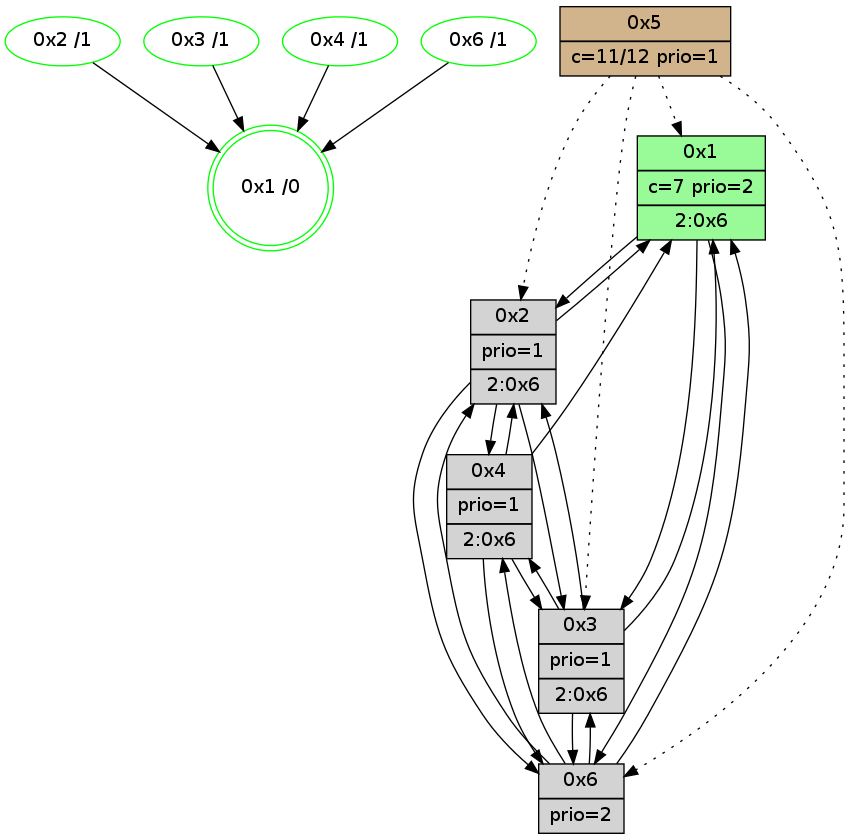 0x2 /1
0x3 /1
0x4 /1
0x6 /1
0x5
c=11/12 prio=1
0x1 /0
0x1
c=7 prio=2
2:0x6
0x2
prio=1
2:0x6
0x4
prio=1
2:0x6
0x3
prio=1
2:0x6
0x6
prio=2